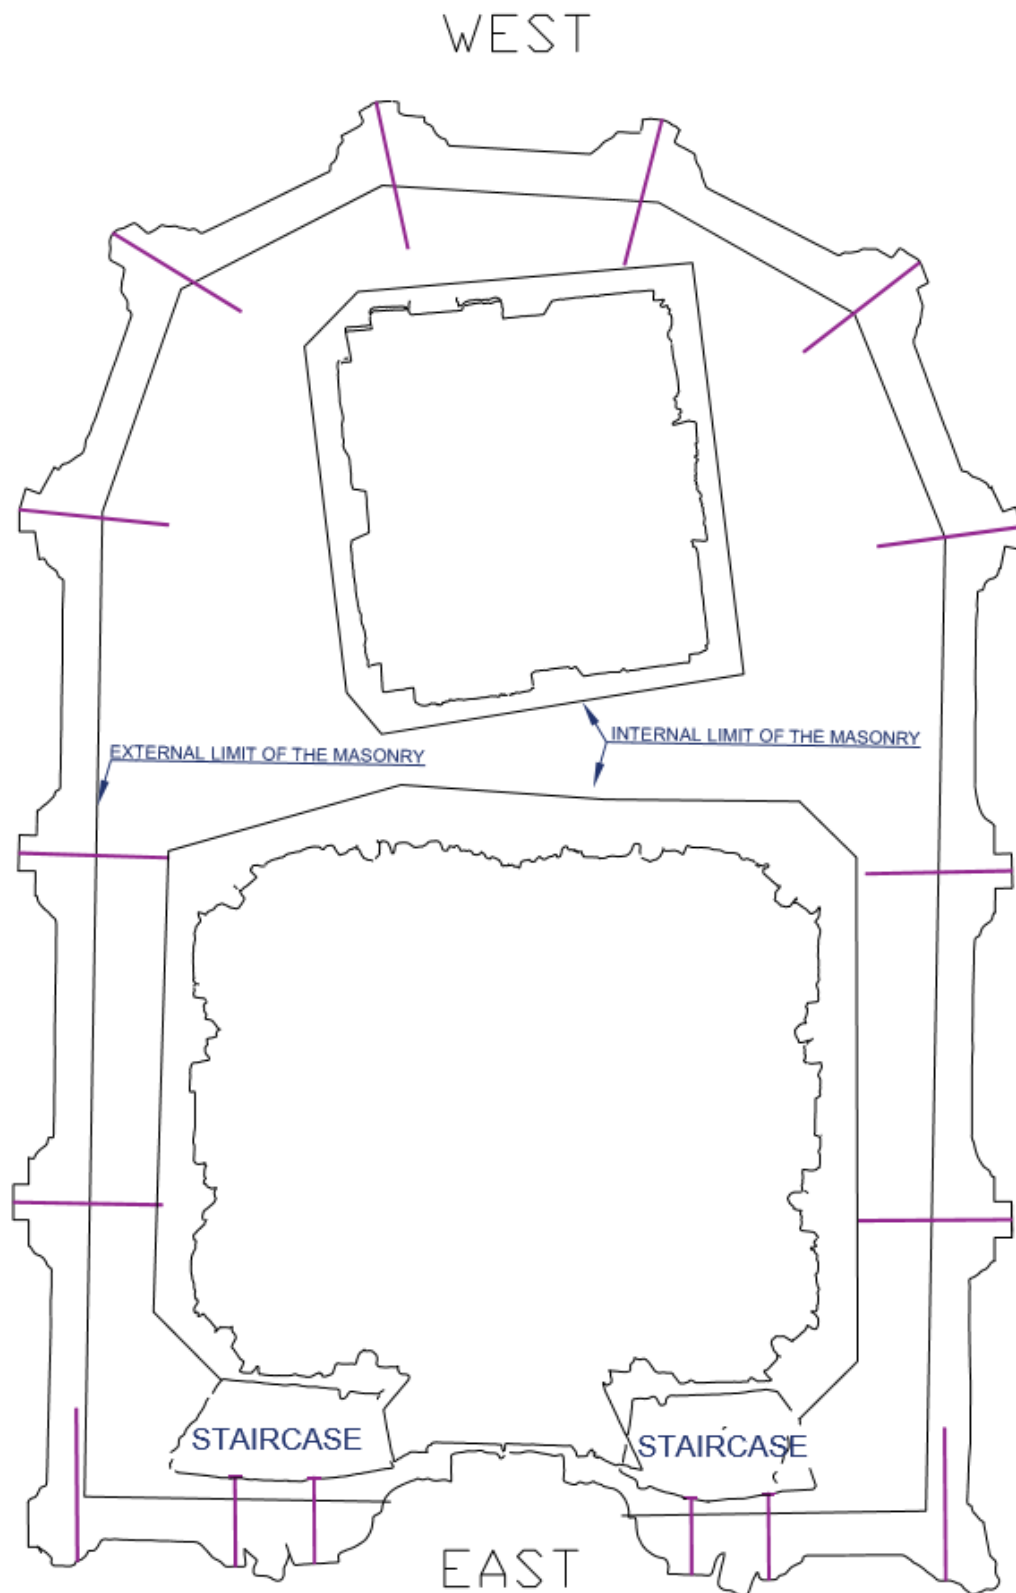 WEST
INTERNAL LIMIT OF THE MASONRY
EXTERNAL LIMIT OF THE MASONRY
STAIRCASE
STAIRCASE
EAST